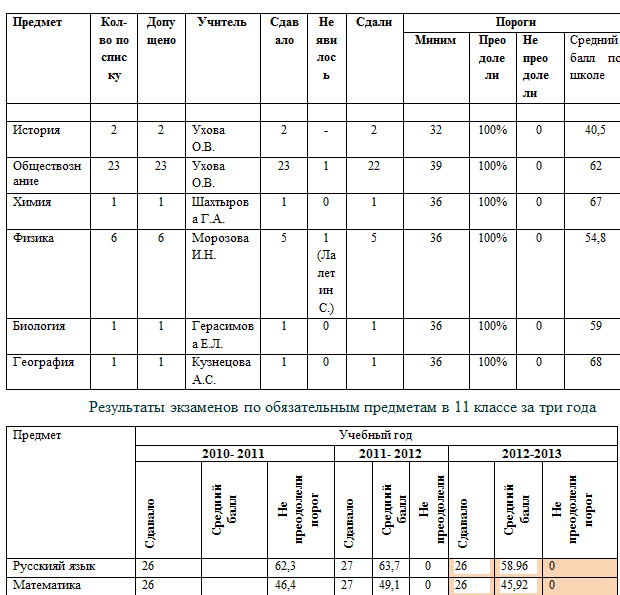 Предмет Кол-во по списку Допущено Учитель Сдавало Не явилось Сдали Пороги
Миним Преодолели Не преодолели Средний балл по школе
История 2 2 Ухова О.В. 2 - 2 32 100% 0 40,5
Обществознание 23 23 Ухова О.В. 23 1 22 39 100% 0 62
Химия 1 1 Шахтырова Г.А. 1 0 1 36 100% 0 67
Физика 6 6 Морозова И.Н. 5 1 (Лалетин С.) 5 36 100% 0 54,8
Биология 1 1 Герасимова Е.Л. 1 0 1 36 100% 0 59
География 1 1 Кузнецова А.С. 1 0 1 36 100% 0 68
Результаты экзаменов по обязательным предметам в 11 классе за три года
Предмет Учебный год
2010- 2011 2011- 2012 2012-2013
Сдавало Средний балл Не преодолели порог Сдавало Средний балл Не преодолели порог Сдавало Средний балл Не преодолели порог
Русскияй язык 26 62,3 27 63,7 0 26 58.96 0
Математика 26 46,4 27 49,1 0 26 45,92 0